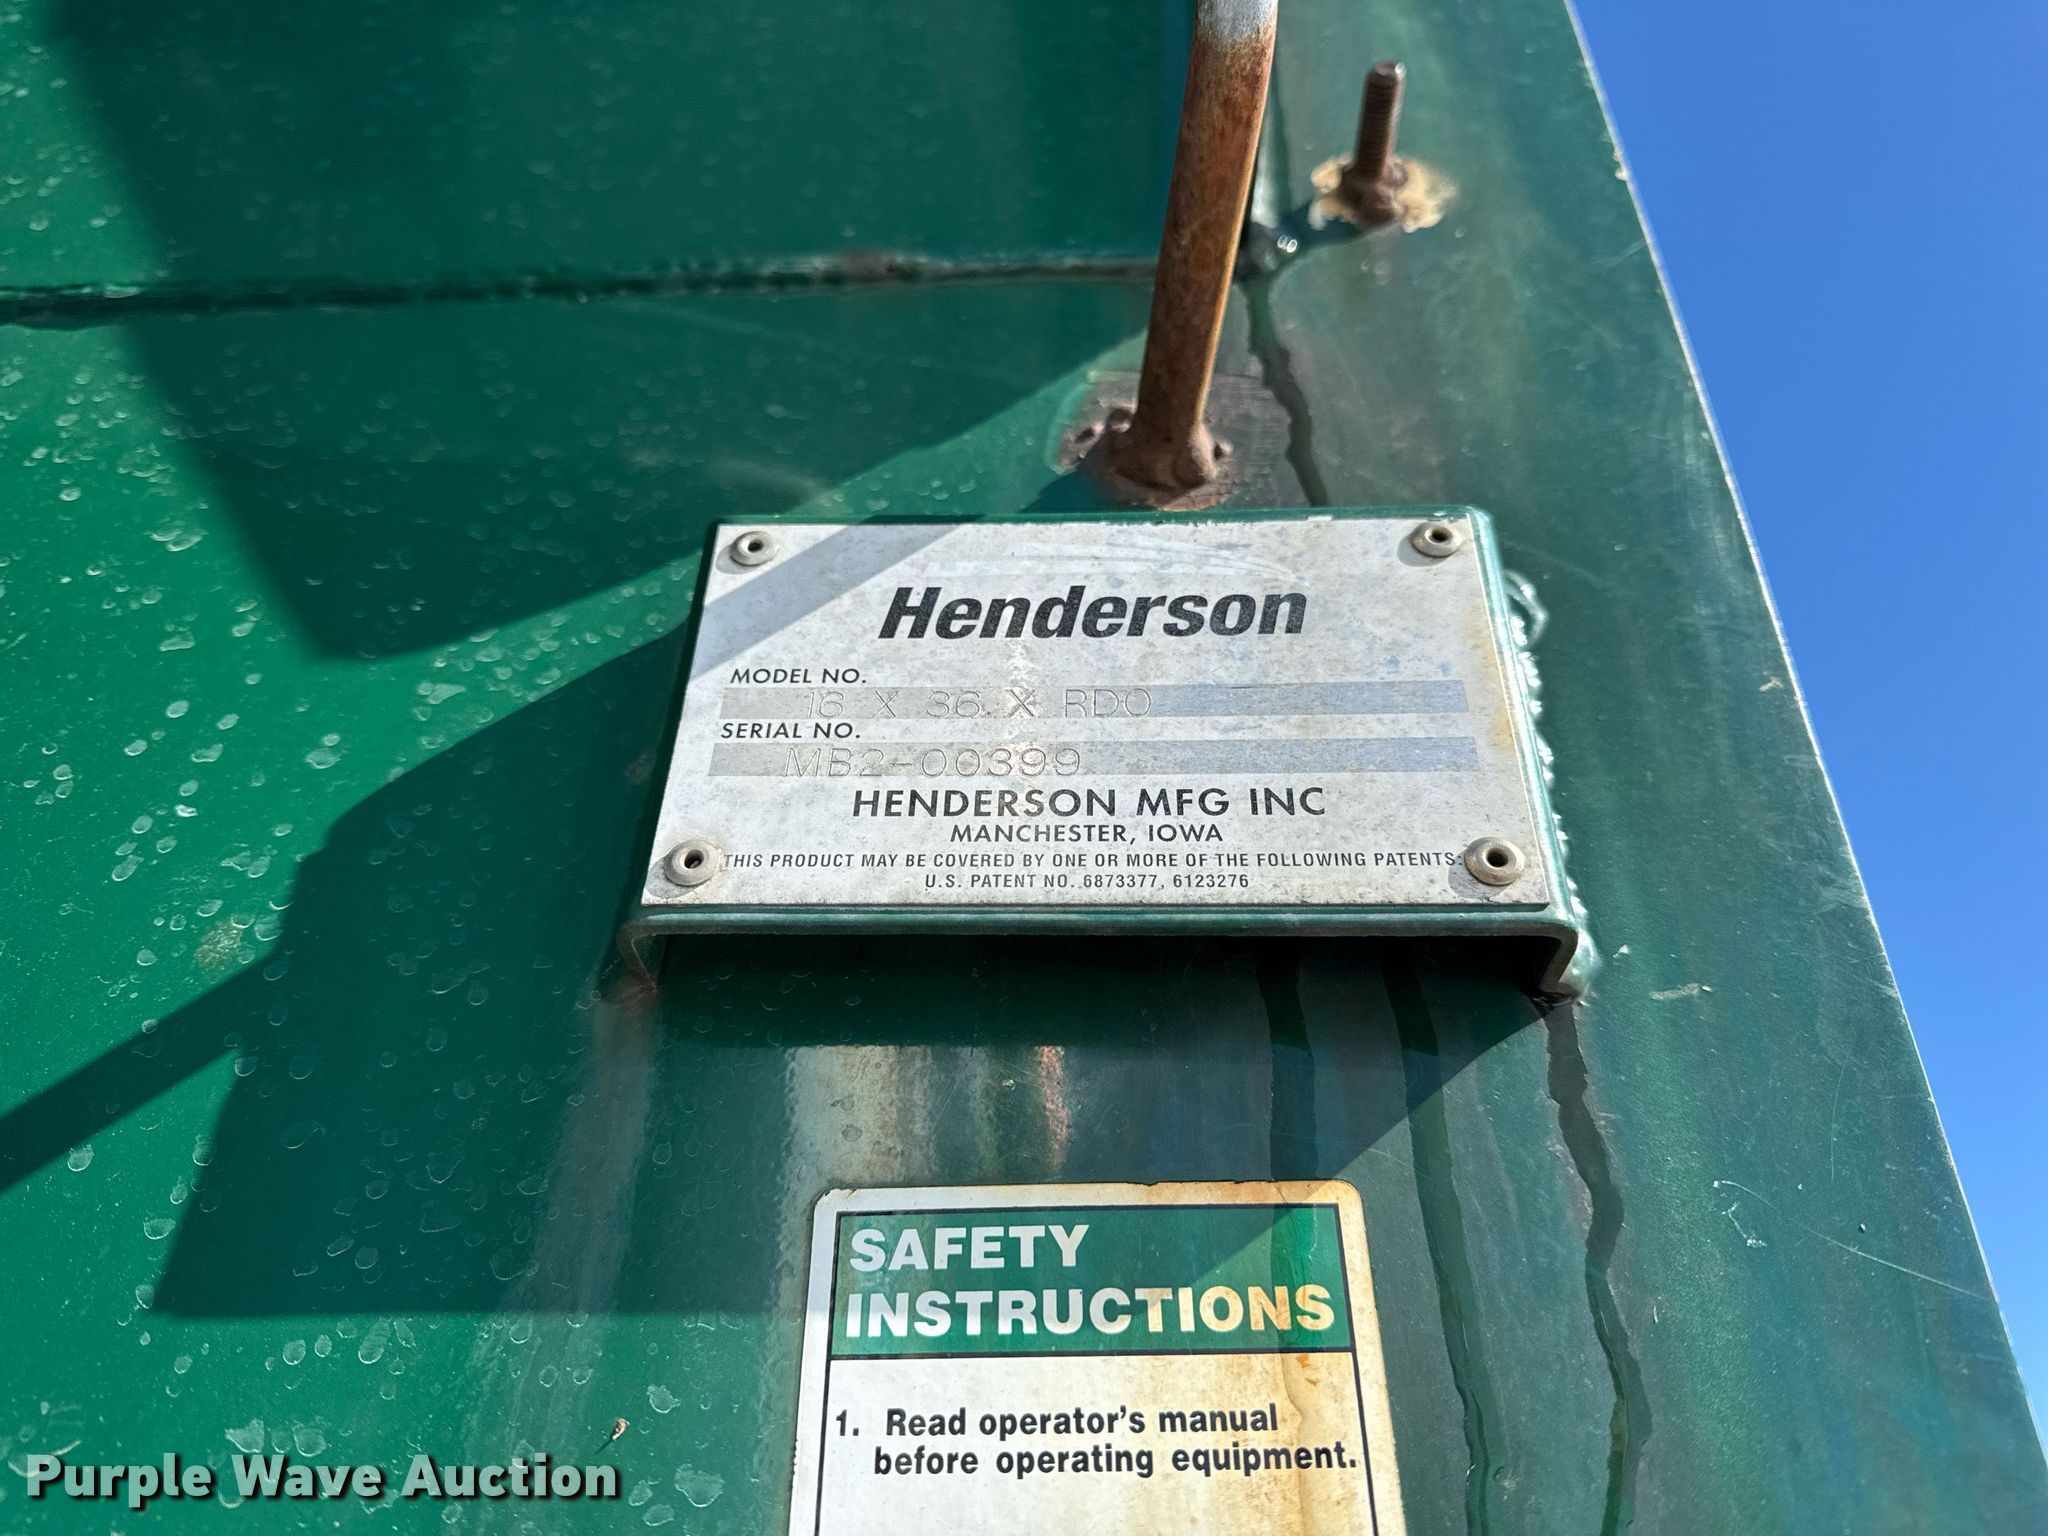 Henderson
MODEL NO.
16 X 36 X RDO
SERIAL NO.
MB2-00399
HENDERSON MFG INC
MANCHESTER, IOWA
THIS PRODUCT MAY BE COVERED BY ONE OR MORE OF THE FOLLOWING PATENTS:
U.S. PATENT NO. 6873377, 6123276
SAFETY
INSTRUCTIONS
1. Read operator's manual
before operating equipment.
Purple Wave Auction